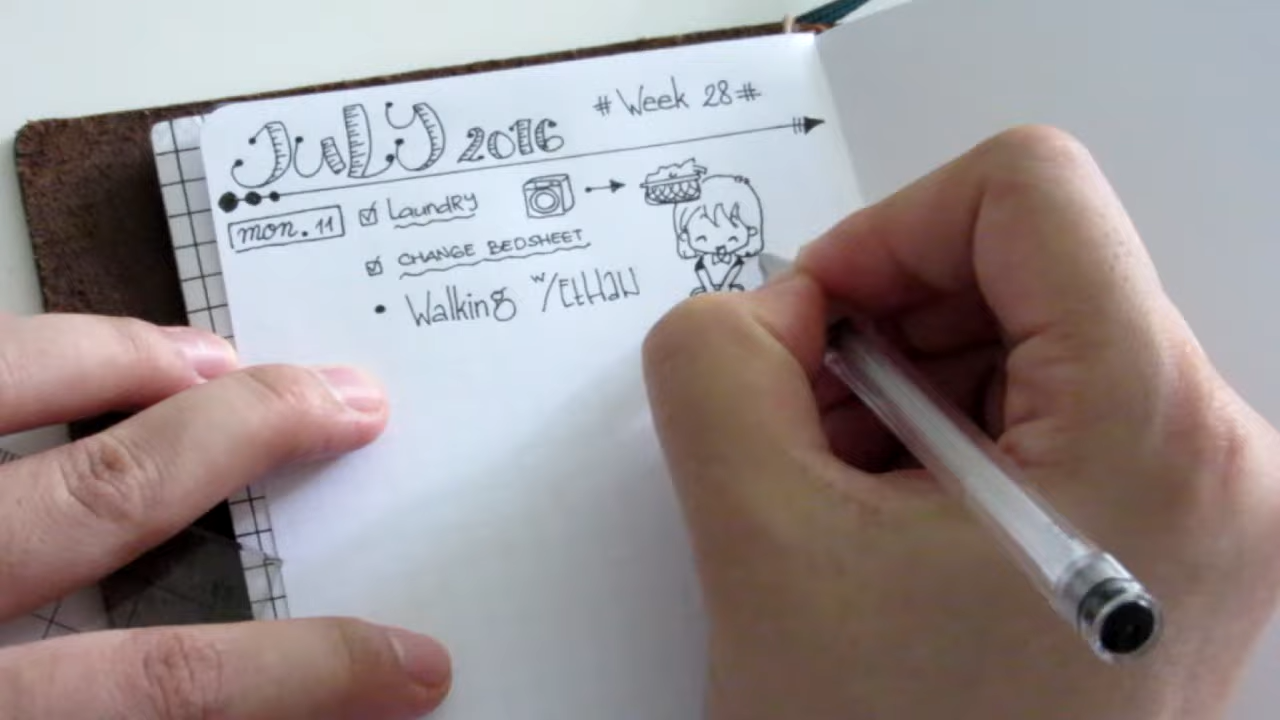 JULY 2016 #Week 28#
mon. 11 LaundRY
CHANGE BEDSHEET
Walking w/EtHaN